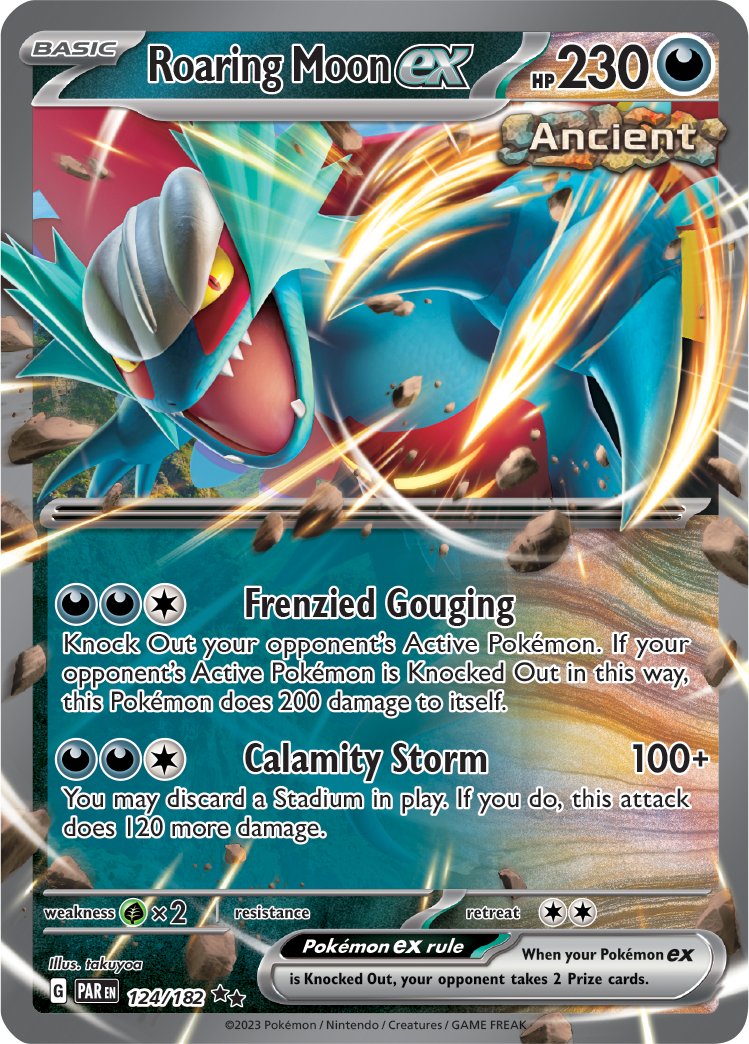 BASIC
Roaring Moon ex
HP 230
Ancient
Frenzied Gouging
Knock Out your opponent's Active Pokémon. If your
opponent's Active Pokémon is Knocked Out in this way,
this Pokémon does 200 damage to itself.
Calamity Storm 100+
You may discard a Stadium in play. If you do, this attack
does 120 more damage.
weakness ×2 resistance retreat
Pokémon ex rule
When your Pokémon ex
is Knocked Out, your opponent takes 2 Prize cards.
Illus. takuyoa
G PAR EN 124/182
©2023 Pokémon / Nintendo / Creatures / GAME FREAK